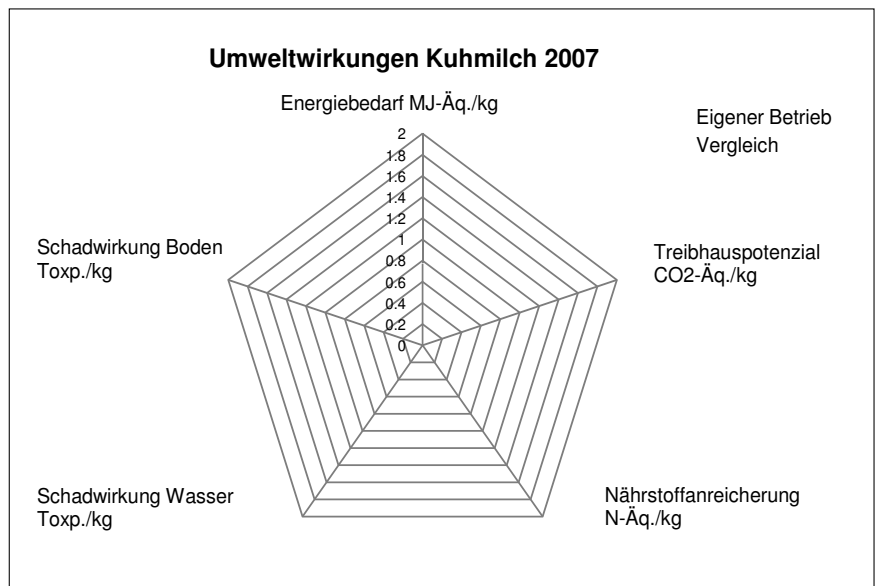 Umweltwirkungen Kuhmilch 2007
Energiebedarf MJ-Äq./kg
Eigener Betrieb
Vergleich
2
1.8
1.6
1.4
1.2
1
0.8
0.6
0.4
0.2
0
Schadwirkung Boden
Toxp./kg
Treibhauspotenzial
CO2-Äq./kg
Schadwirkung Wasser
Toxp./kg
Nährstoffanreicherung
N-Äq./kg